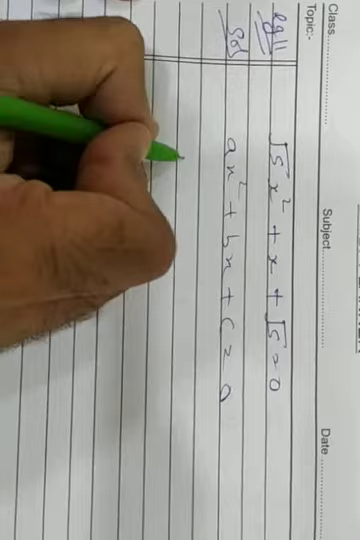 Class............... Subject............... Date ...............
Topic:-
eg 11 √5 x² + x + √5 = 0
Sol ax² + bx + c = 0